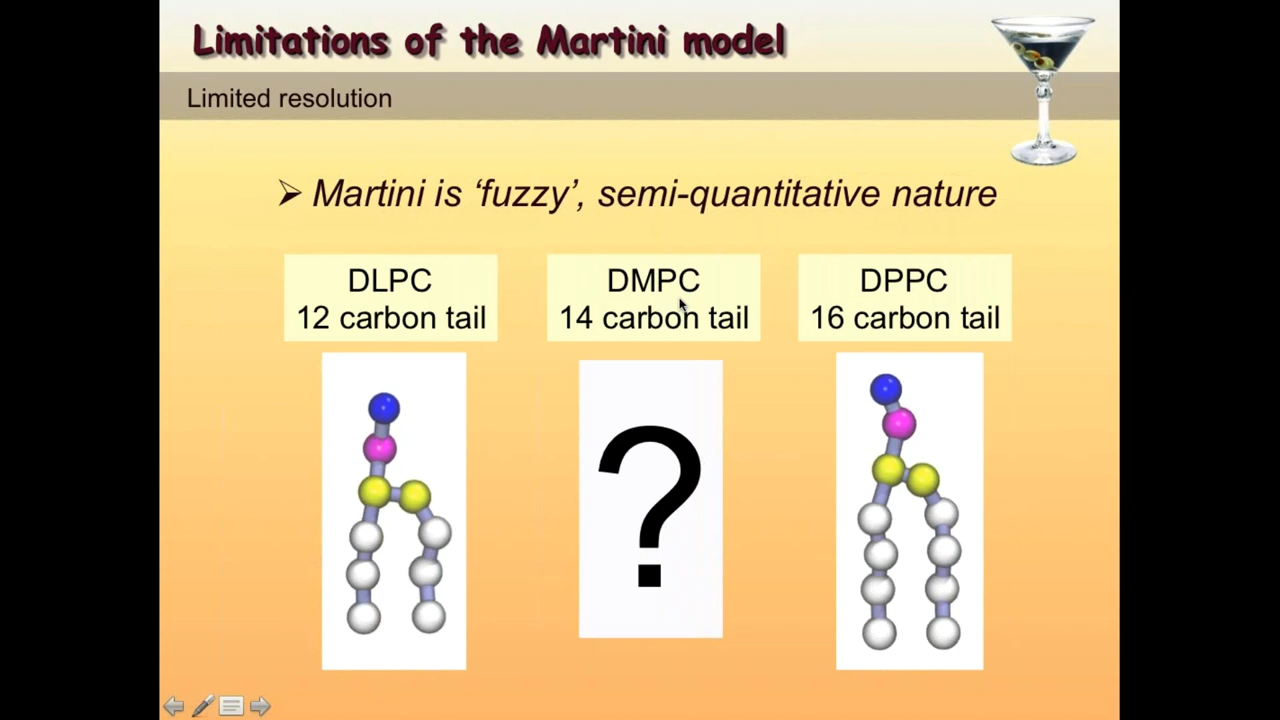 Limitations of the Martini model
Limited resolution
➢ Martini is ‘fuzzy’, semi-quantitative nature
DLPC
12 carbon tail
DMPC
14 carbon tail
DPPC
16 carbon tail
?